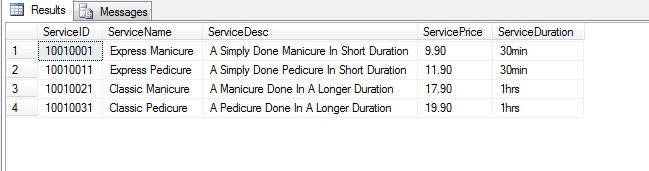 Results Messages
ServiceID ServiceName ServiceDesc ServicePrice ServiceDuration
1 10010001 Express Manicure A Simply Done Manicure In Short Duration 9.90 30min
2 10010011 Express Pedicure A Simply Done Pedicure In Short Duration 11.90 30min
3 10010021 Classic Manicure A Manicure Done In A Longer Duration 17.90 1hrs
4 10010031 Classic Pedicure A Pedicure Done In A Longer Duration 19.90 1hrs